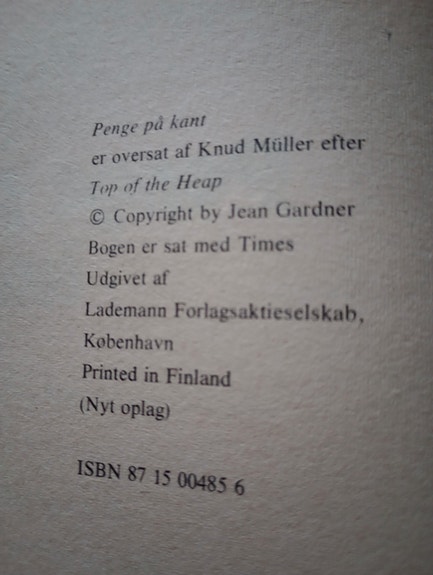 Penge på kant
er oversat af Knud Müller efter
Top of the Heap
© Copyright by Jean Gardner
Bogen er sat med Times
Udgivet af
Lademann Forlagsaktieselskab,
København
Printed in Finland
(Nyt oplag)
ISBN 87 15 00485 6